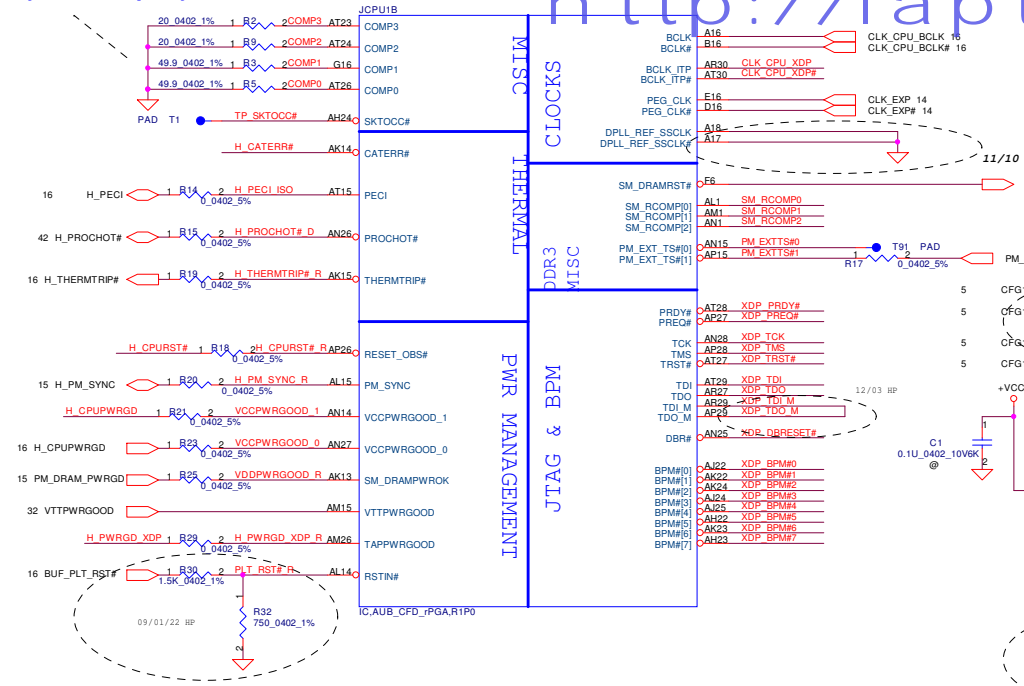 http://lapt
JCPU1B
20_0402_1% 1 R2 2 COMP3 AT23 COMP3
20_0402_1% 1 R9 2 COMP2 AT24 COMP2
49.9_0402_1% 1 R3 2 COMP1 G16 COMP1
49.9_0402_1% 1 R5 2 COMP0 AT26 COMP0
PAD T1 TP_SKTOCC# AH24 SKTOCC#
H_CATERR# AK14 CATERR#
16 H_PECI 1 R14 2 H_PECI_ISO AT15 PECI
0_0402_5%
42 H_PROCHOT# 1 R15 2 H_PROCHOT#_D AN26 PROCHOT#
0_0402_5%
16 H_THERMTRIP# 1 R19 2 H_THERMTRIP#_R AK15 THERMTRIP#
0_0402_5%
H_CPURST# 1 R18 2 H_CPURST#_R AP26 RESET_OBS#
0_0402_5%
15 H_PM_SYNC 1 R20 2 H_PM_SYNC_R AL15 PM_SYNC
0_0402_5%
H_CPUPWRGD 1 R21 2 VCCPWRGOOD_1 AN14 VCCPWRGOOD_1
0_0402_5%
16 H_CPUPWRGD 1 R23 2 VCCPWRGOOD_0 AN27 VCCPWRGOOD_0
0_0402_5%
15 PM_DRAM_PWRGD 1 R25 2 VDDPWRGOOD_R AK13 SM_DRAMPWROK
0_0402_5%
32 VTTPWRGOOD AM15 VTTPWRGOOD
H_PWRGD_XDP 1 R29 2 H_PWRGD_XDP_R AM26 TAPPWRGOOD
0_0402_5%
16 BUF_PLT_RST# 1 R30 2 PLT_RST#_R AL14 RSTIN#
1.5K_0402_1%
1
R32
750_0402_1%
2
09/01/22 HP
IC,AUB_CFD_rPGA,R1P0
MISC
THERMAL
PWR MANAGEMENT
CLOCKS
DDR3
MISC
JTAG & BPM
BCLK A16 CLK_CPU_BCLK 16
BCLK# B16 CLK_CPU_BCLK# 16
BCLK_ITP AR30 CLK_CPU_XDP
BCLK_ITP# AT30 CLK_CPU_XDP#
PEG_CLK E16 CLK_EXP 14
PEG_CLK# D16 CLK_EXP# 14
DPLL_REF_SSCLK A18
DPLL_REF_SSCLK# A17
11/10
SM_DRAMRST# F6
SM_RCOMP[0] AL1 SM_RCOMP0
SM_RCOMP[1] AM1 SM_RCOMP1
SM_RCOMP[2] AN1 SM_RCOMP2
PM_EXT_TS#[0] AN15 PM_EXTTS#0 T91 PAD
PM_EXT_TS#[1] AP15 PM_EXTTS#1 1 R17 2 0_0402_5% PM_
PRDY# AT28 XDP_PRDY#
PREQ# AP27 XDP_PREQ#
TCK AN28 XDP_TCK
TMS AP28 XDP_TMS
TRST# AT27 XDP_TRST#
TDI AT29 XDP_TDI
TDO AR27 XDP_TDO
TDI_M AR29 XDP_TDI_M
TDO_M AP29 XDP_TDO_M
12/03 HP
DBR# AN25 XDP_DBRESET#
BPM#[0] AJ22 XDP_BPM#0
BPM#[1] AK22 XDP_BPM#1
BPM#[2] AK24 XDP_BPM#2
BPM#[3] AJ24 XDP_BPM#3
BPM#[4] AJ25 XDP_BPM#4
BPM#[5] AH22 XDP_BPM#5
BPM#[6] AK23 XDP_BPM#6
BPM#[7] AH23 XDP_BPM#7
5 CFG
5 CFG
5 CFG
5 CFG
+VCC
1
C1
0.1U_0402_10V6K
@
2